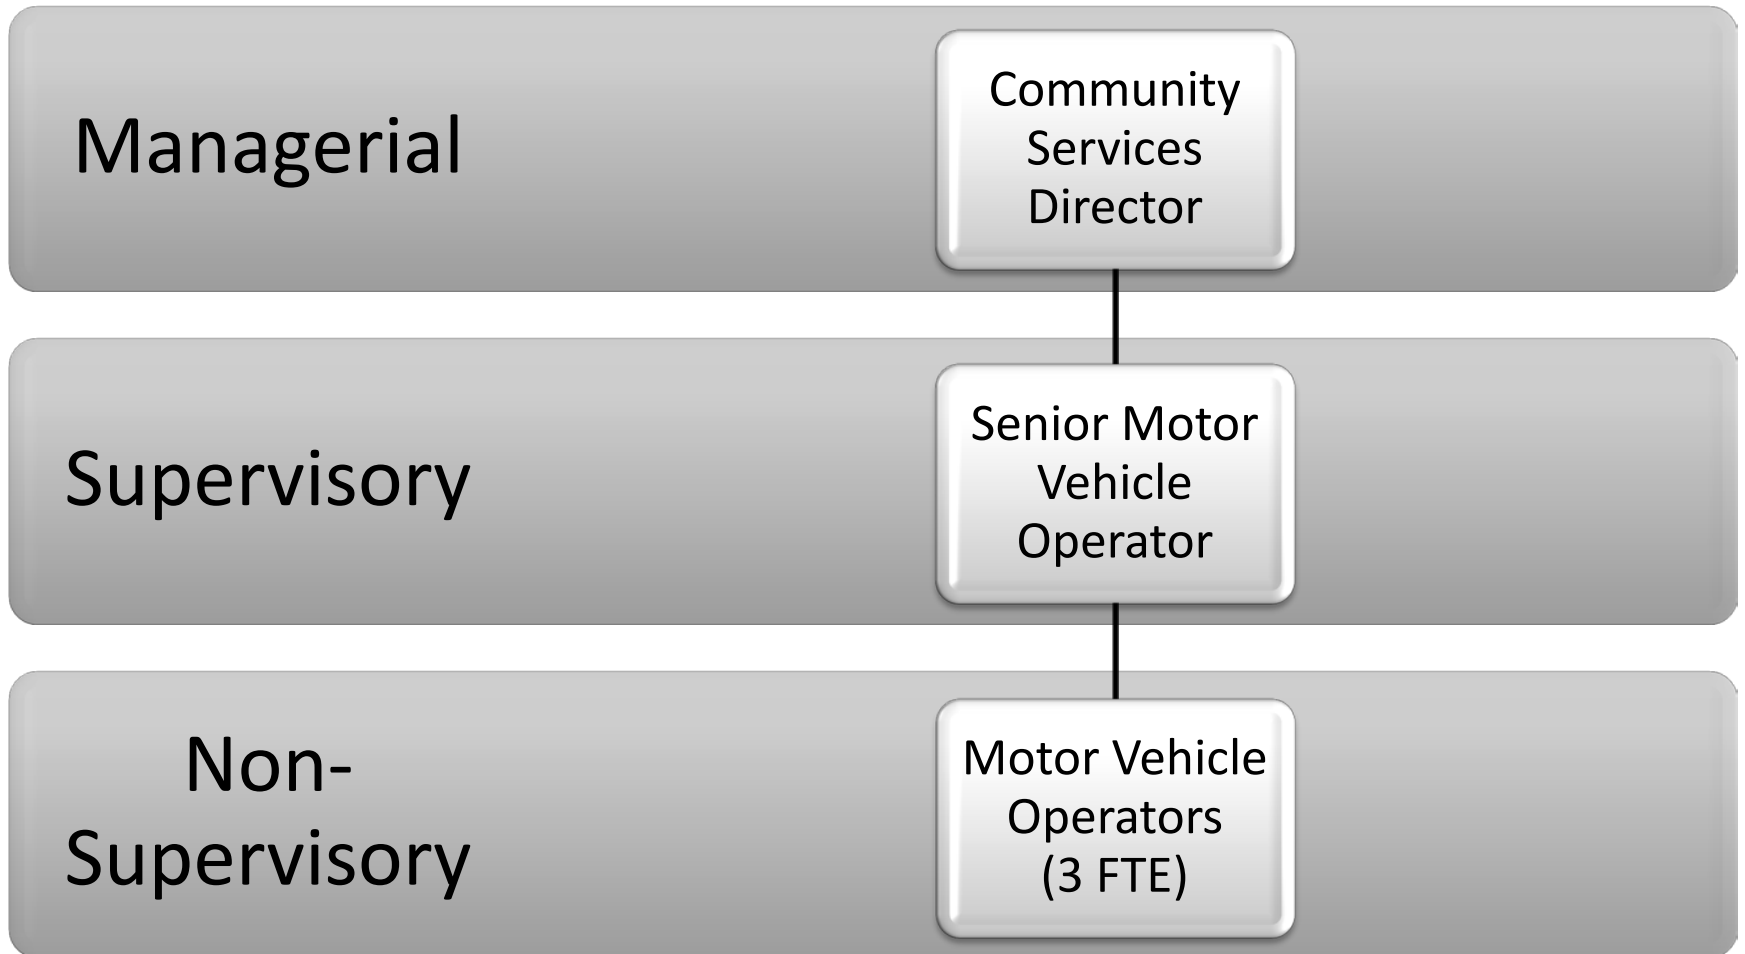 Managerial
Community
Services
Director
Supervisory
Senior Motor
Vehicle
Operator
Non-
Supervisory
Motor Vehicle
Operators
(3 FTE)